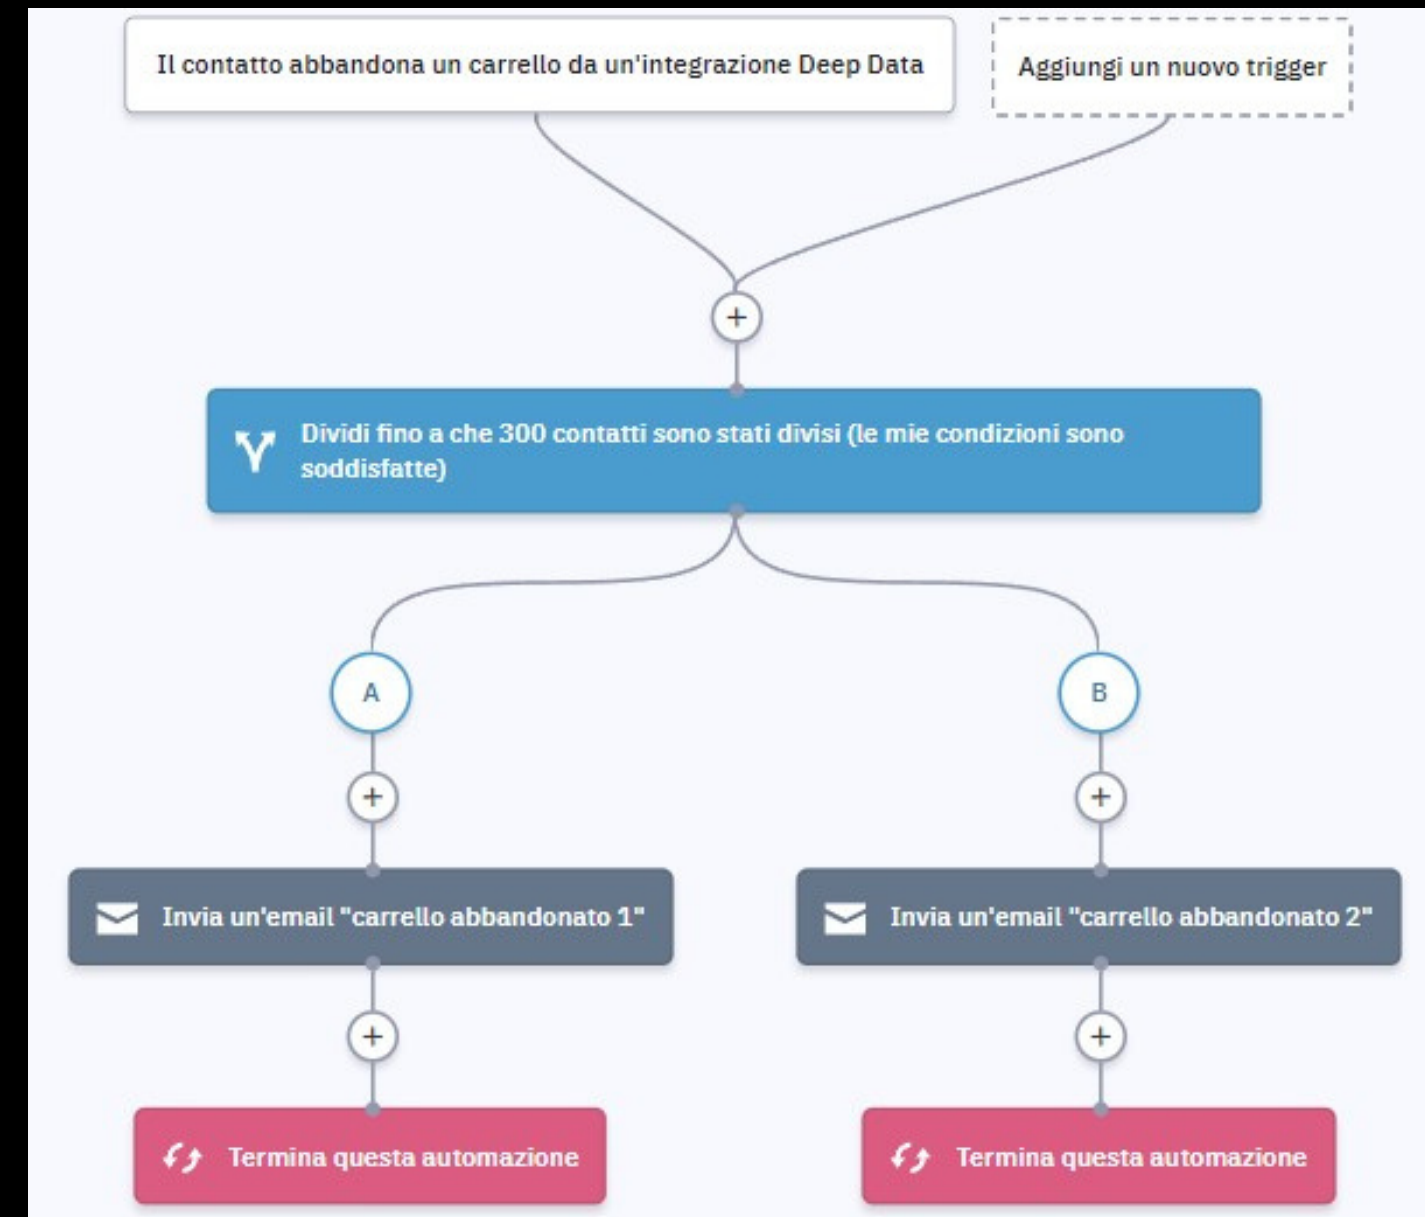 Il contatto abbandona un carrello da un'integrazione Deep Data
Aggiungi un nuovo trigger
+
Dividi fino a che 300 contatti sono stati divisi (le mie condizioni sono
soddisfatte)
A
B
+
+
Invia un'email "carrello abbandonato 1"
Invia un'email "carrello abbandonato 2"
+
+
Termina questa automazione
Termina questa automazione